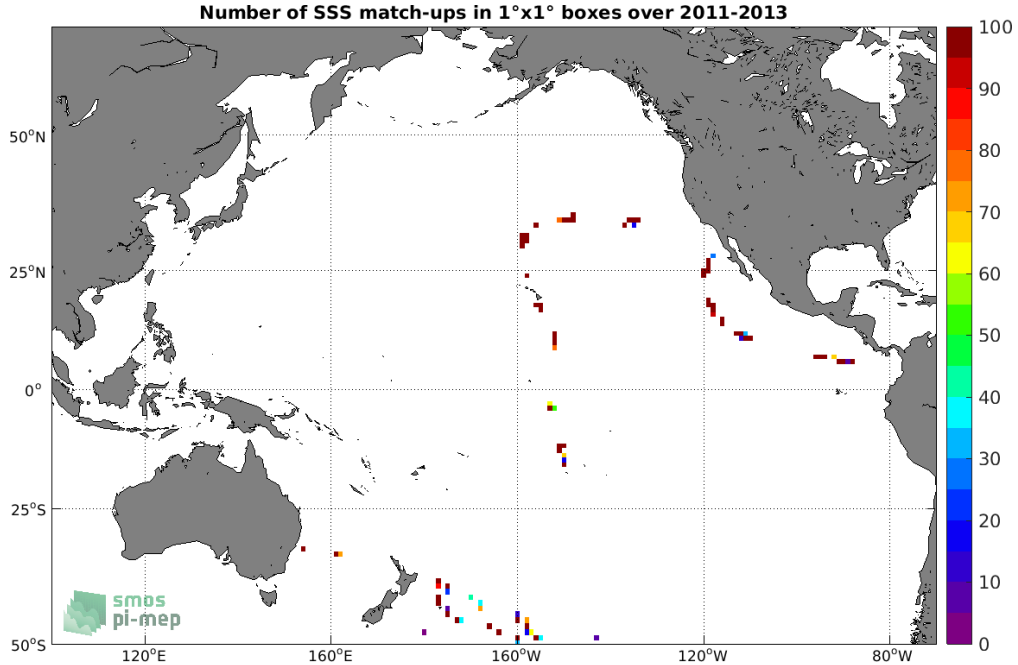 Number of SSS match-ups in 1°x1° boxes over 2011-2013
50°N
25°N
0°
25°S
50°S
120°E
160°E
160°W
120°W
80°W
100
90
80
70
60
50
40
30
20
10
0
smos
pi-mep